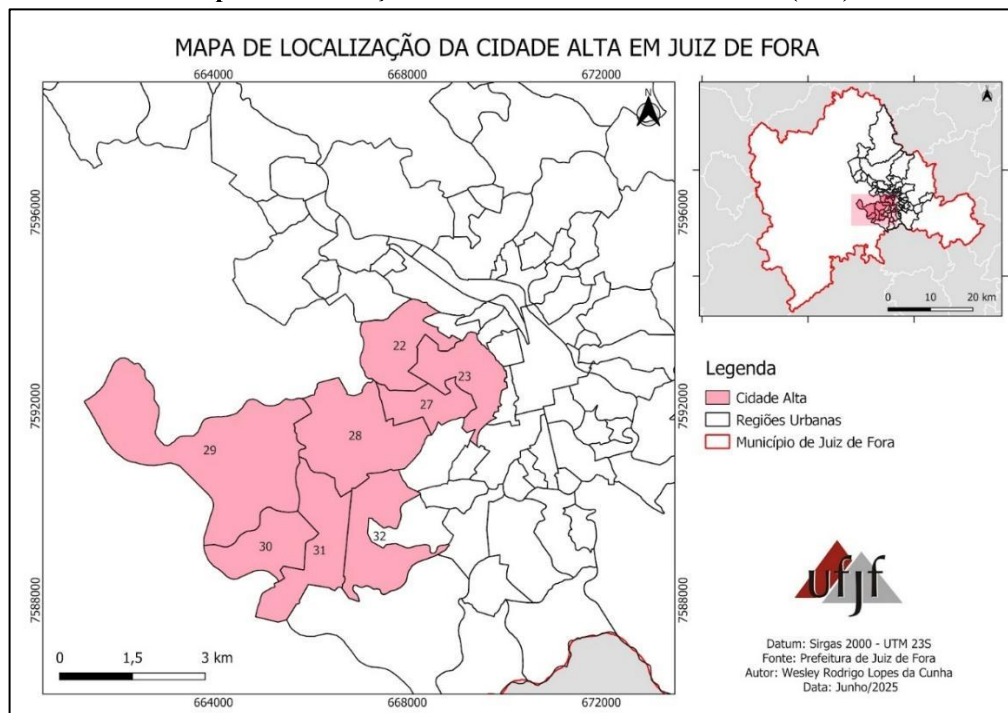 MAPA DE LOCALIZAÇÃO DA CIDADE ALTA EM JUIZ DE FORA
664000 668000 672000
N
7596000 7596000
22
23
27
7592000 7592000
28
29
32
30
31
7588000 7588000
0 1,5 3 km
664000 668000 672000
N
0 10 20 km
Legenda
Cidade Alta
Regiões Urbanas
Município de Juiz de Fora
ufjf
Datum: Sirgas 2000 - UTM 23S
Fonte: Prefeitura de Juiz de Fora
Autor: Wesley Rodrigo Lopes da Cunha
Data: Junho/2025